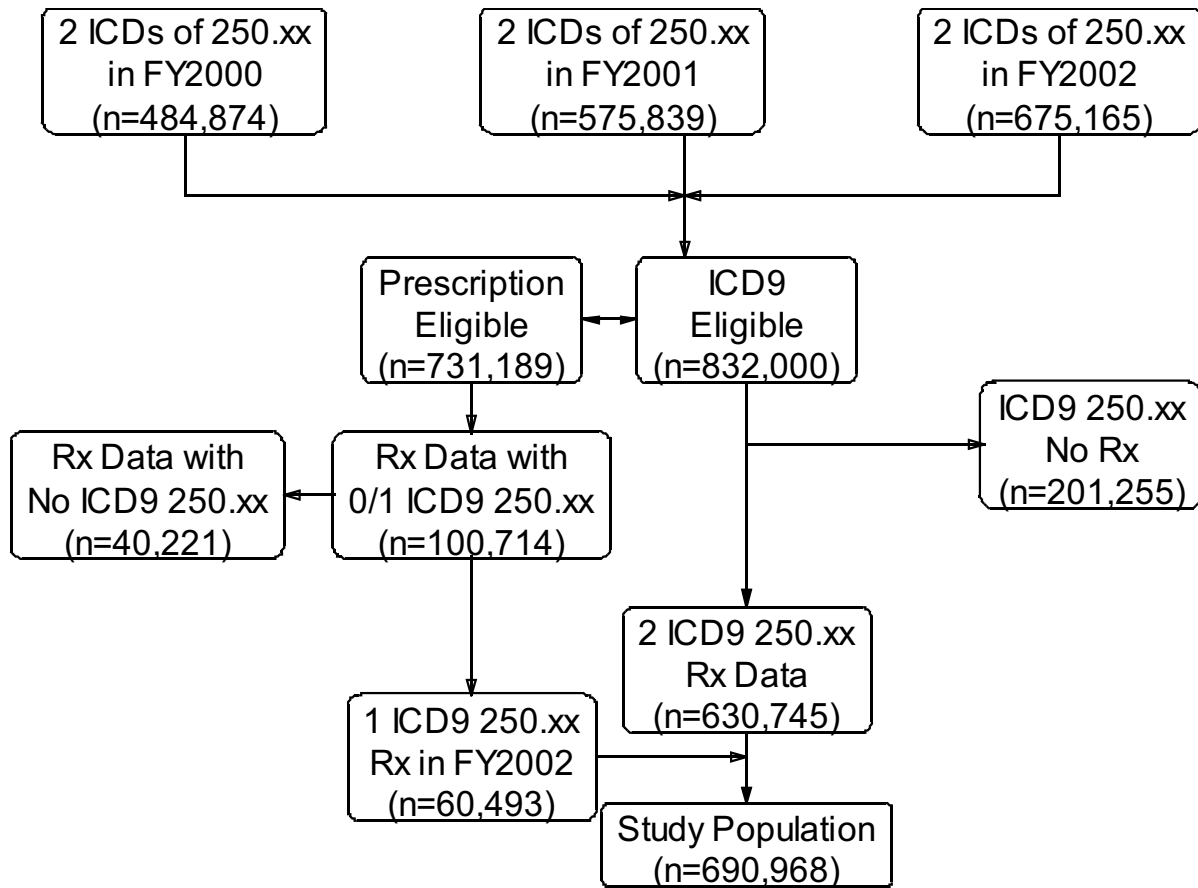 2 ICDs of 250.xx
in FY2000
(n=484,874)
2 ICDs of 250.xx
in FY2001
(n=575,839)
2 ICDs of 250.xx
in FY2002
(n=675,165)
Prescription
Eligible
(n=731,189)
ICD9
Eligible
(n=832,000)
ICD9 250.xx
No Rx
(n=201,255)
Rx Data with
No ICD9 250.xx
(n=40,221)
Rx Data with
0/1 ICD9 250.xx
(n=100,714)
2 ICD9 250.xx
Rx Data
(n=630,745)
1 ICD9 250.xx
Rx in FY2002
(n=60,493)
Study Population
(n=690,968)